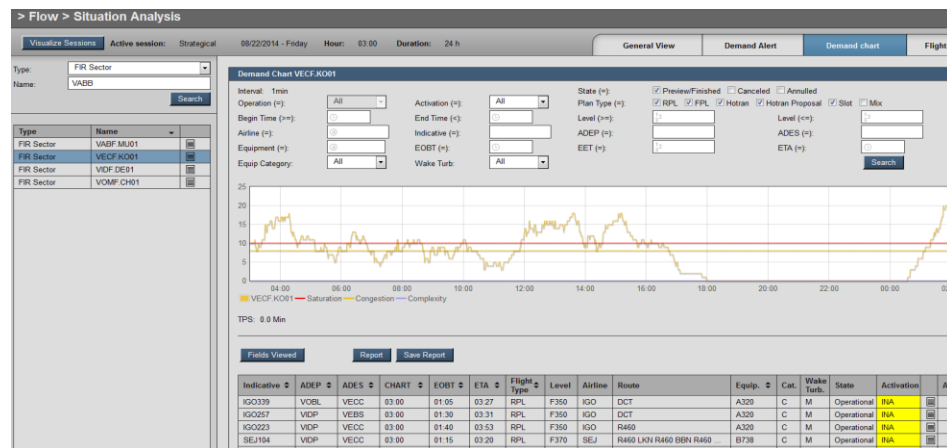 > Flow > Situation Analysis
Visualize Sessions Active session: Strategical 08/22/2014 - Friday Hour: 03:00 Duration: 24 h General View Demand Alert Demand chart Flight
Type: FIR Sector
Name: VABB
Search
Type Name
FIR Sector VABF.MU01
FIR Sector VECF.KO01
FIR Sector VIDF.DE01
FIR Sector VOMF.CH01
Demand Chart VECF.KO01
Interval: 1min State (=): Preview/Finished Canceled Annulled
Operation (=): All Activation (=): All Plan Type (=): RPL FPL Hotran Hotran Proposal Slot Mix
Begin Time (>=): End Time (<): Level (>=): Level (<=):
Airline (=): Indicative (=): ADEP (=): ADES (=):
Equipment (=): EOBT (=): EET (=): ETA (=):
Equip Category: All Wake Turb: All Search
25
20
15
10
5
0
04:00 06:00 08:00 10:00 12:00 14:00 16:00 18:00 20:00 22:00 00:00 02
VECF.KO01 Saturation Congestion Complexity
TPS: 0.0 Min
Fields Viewed Report Save Report
Indicative ADEP ADES CHART EOBT ETA Flight Type Level Airline Route Equip. Cat. Wake Turb. State Activation A
IGO339 VOBL VECC 03:00 01:05 03:27 RPL F350 IGO DCT A320 C M Operational INA
IGO257 VIDP VEBS 03:00 01:30 03:31 RPL F350 IGO DCT A320 C M Operational INA
IGO223 VIDP VECC 03:00 01:40 03:53 RPL F350 IGO R460 A320 C M Operational INA
SEJ104 VIDP VECC 03:00 01:15 03:20 RPL F370 SEJ R460 LKN R460 BBN R460 ... B738 C M Operational INA